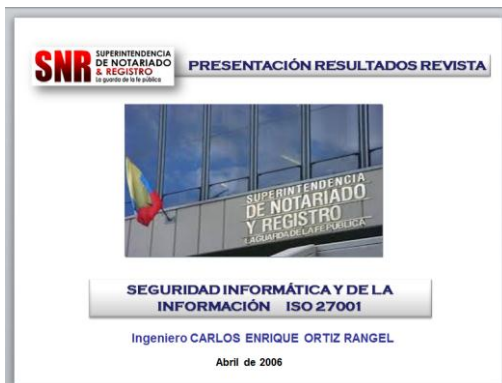 SNR SUPERINTENDENCIA
DE NOTARIADO
& REGISTRO
La guarda de la fe pública
PRESENTACIÓN RESULTADOS REVISTA
SUPERINTENDENCIA
DE NOTARIADO
Y REGISTRO
LA GUARDA DE LA FE PÚBLICA
SEGURIDAD INFORMÁTICA Y DE LA
INFORMACIÓN ISO 27001
Ingeniero CARLOS ENRIQUE ORTIZ RANGEL
Abril de 2006